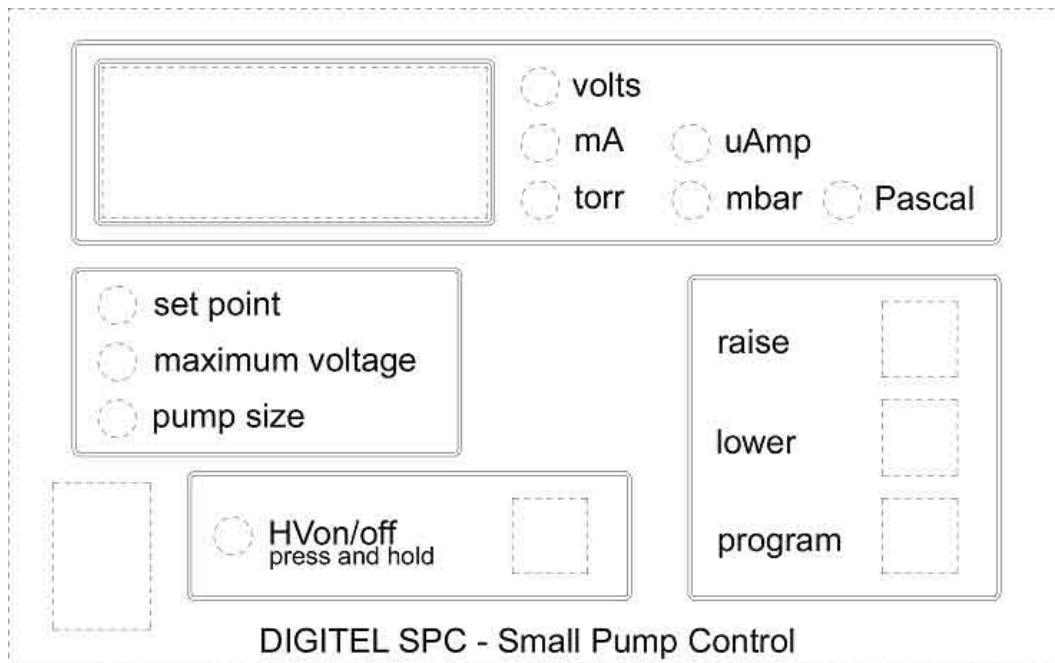 volts
mA uAmp
torr mbar Pascal
set point
maximum voltage
pump size
raise
lower
program
HVon/off
press and hold
DIGITEL SPC - Small Pump Control